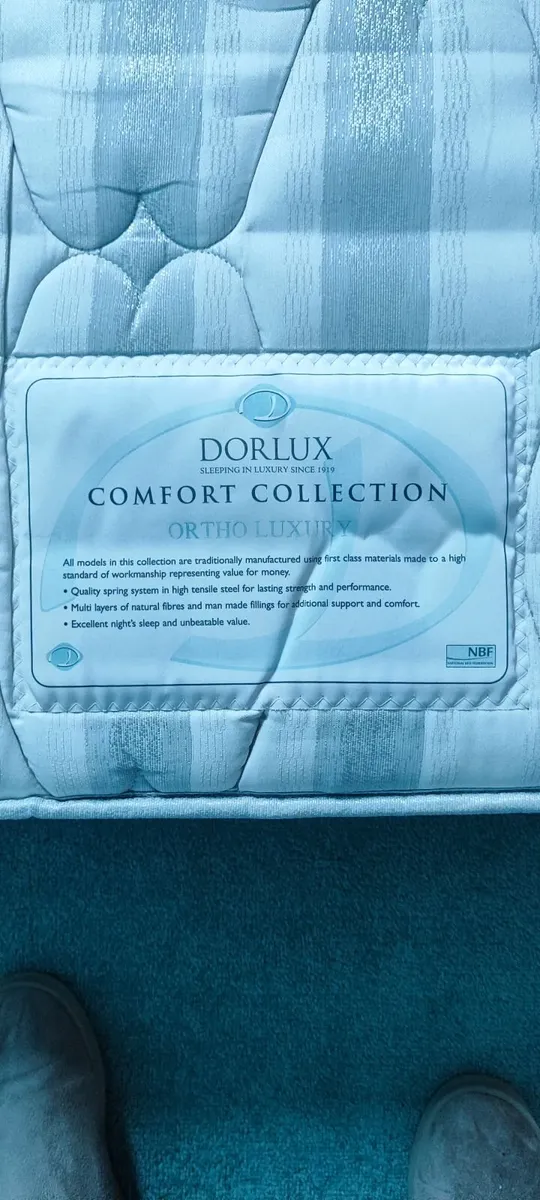 DORLUX
SLEEPING IN LUXURY SINCE 1919
COMFORT COLLECTION
ORTHO LUXURY
All models in this collection are traditionally manufactured using first class materials made to a high
standard of workmanship representing value for money.
• Quality spring system in high tensile steel for lasting strength and performance.
• Multi layers of natural fibres and man made fillings for additional support and comfort.
• Excellent night's sleep and unbeatable value.
NBF
NATIONAL BED FEDERATION